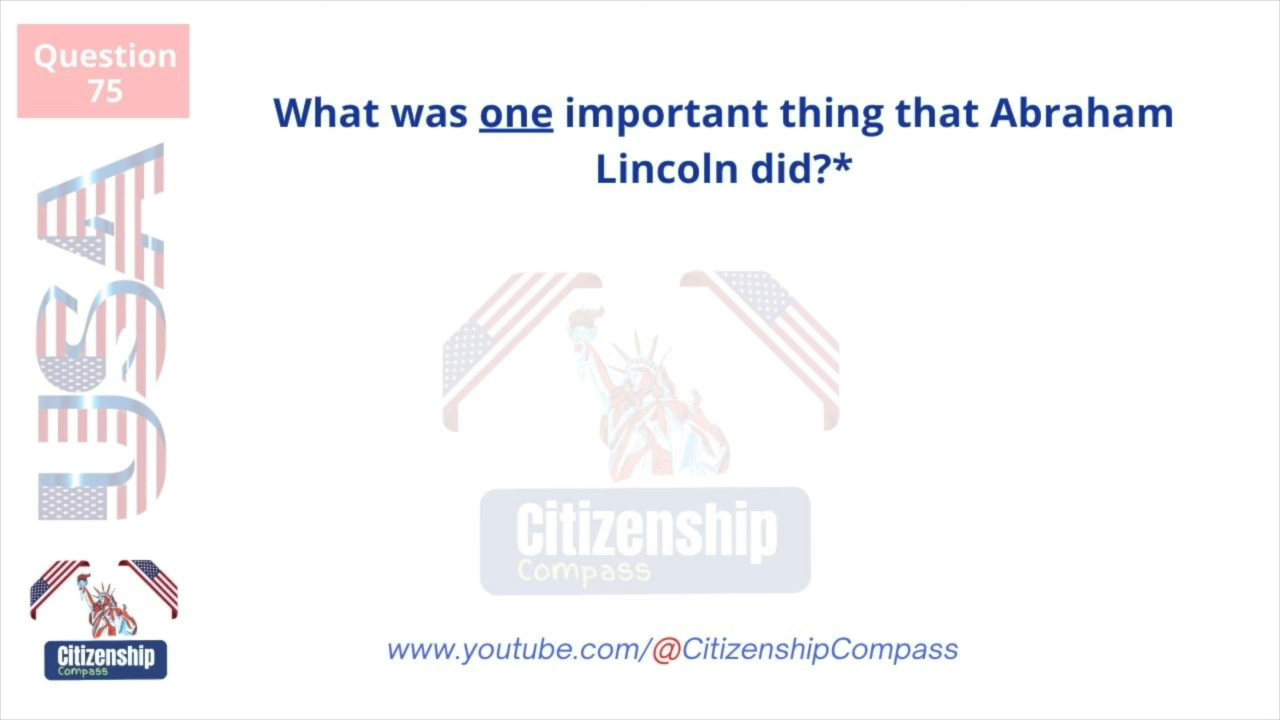 Question
75
What was one important thing that Abraham
Lincoln did?*
USA
Citizenship
Compass
Citizenship
Compass
www.youtube.com/@CitizenshipCompass